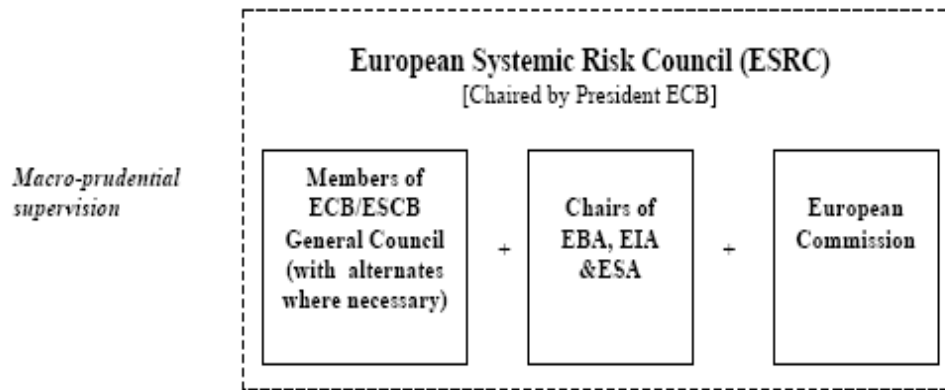 European Systemic Risk Council (ESRC)
[Chaired by President ECB]
Macro-prudential
supervision
Members of
ECB/ESCB
General Council
(with alternates
where necessary)
+
Chairs of
EBA, EIA
&ESA
+
European
Commission